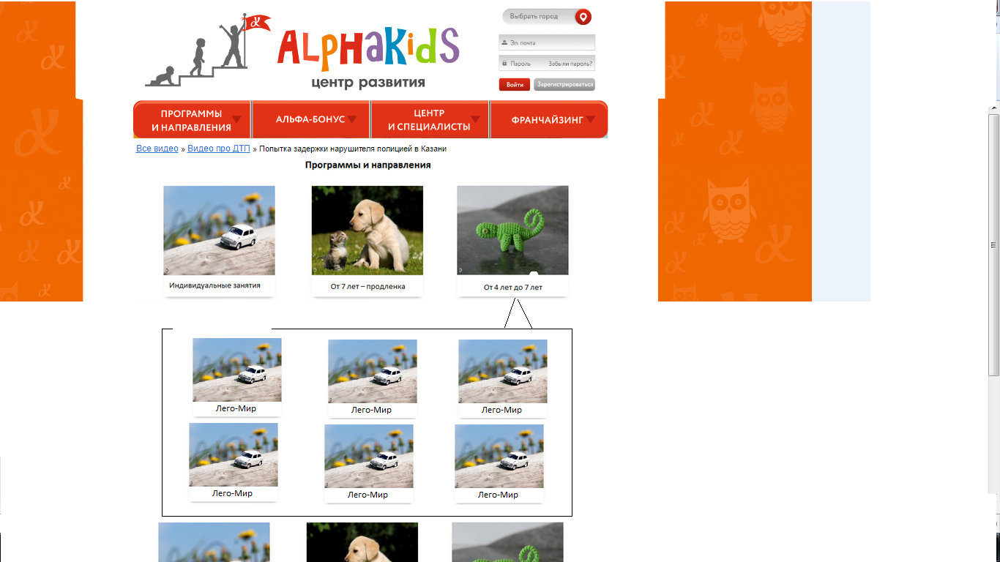 Выбрать город
Эл. почта
Пароль Забыли пароль?
Войти Зарегистрироваться
AlphaKids
центр развития
ПРОГРАММЫ
И НАПРАВЛЕНИЯ
АЛЬФА-БОНУС
ЦЕНТР
И СПЕЦИАЛИСТЫ
ФРАНЧАЙЗИНГ
Все видео » Видео про ДТП » Попытка задержки нарушителя полицией в Казани
Программы и направления
Индивидуальные занятия
От 7 лет – продленка
От 4 лет до 7 лет
Лего-Мир
Лего-Мир
Лего-Мир
Лего-Мир
Лего-Мир
Лего-Мир